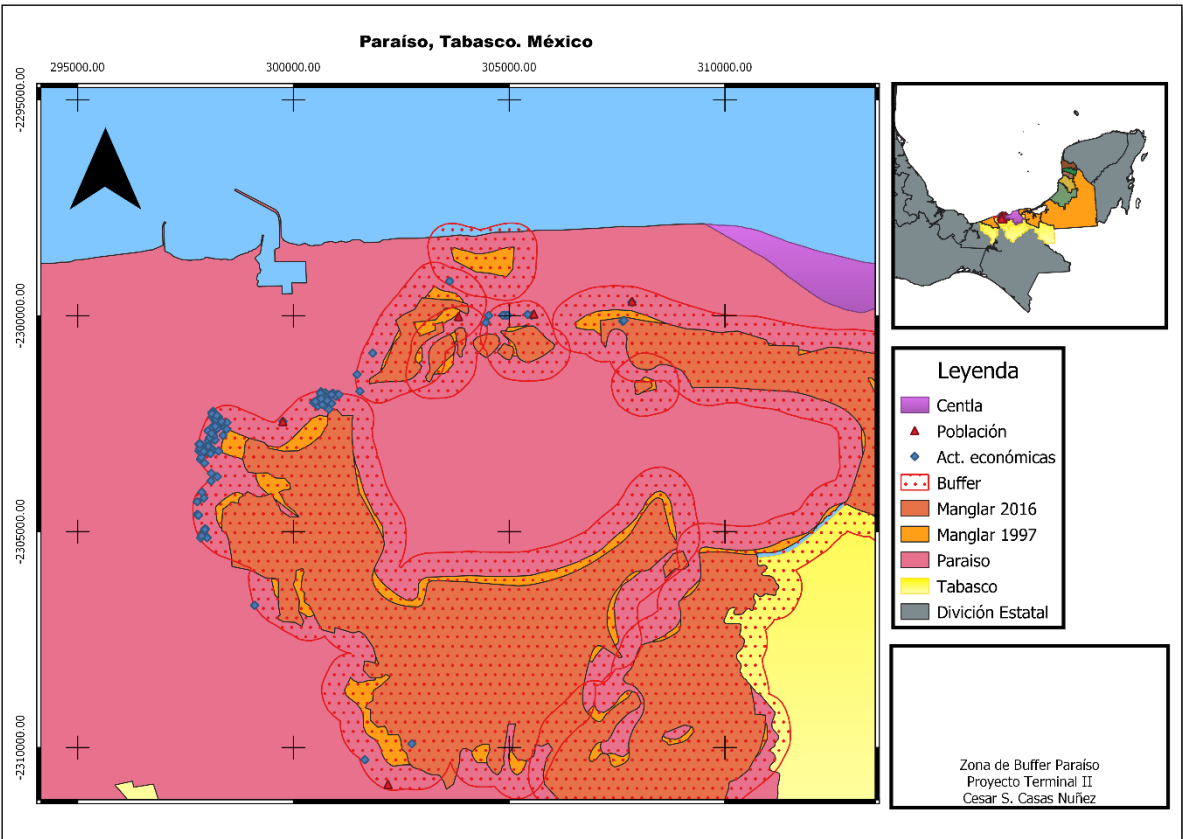 Paraíso, Tabasco. México
295000.00 300000.00 305000.00 310000.00
-2295000.00
-2300000.00
-2305000.00
-2310000.00
Leyenda
Centla
Población
Act. económicas
Buffer
Manglar 2016
Manglar 1997
Paraiso
Tabasco
División Estatal
Zona de Buffer Paraíso
Proyecto Terminal II
Cesar S. Casas Nuñez